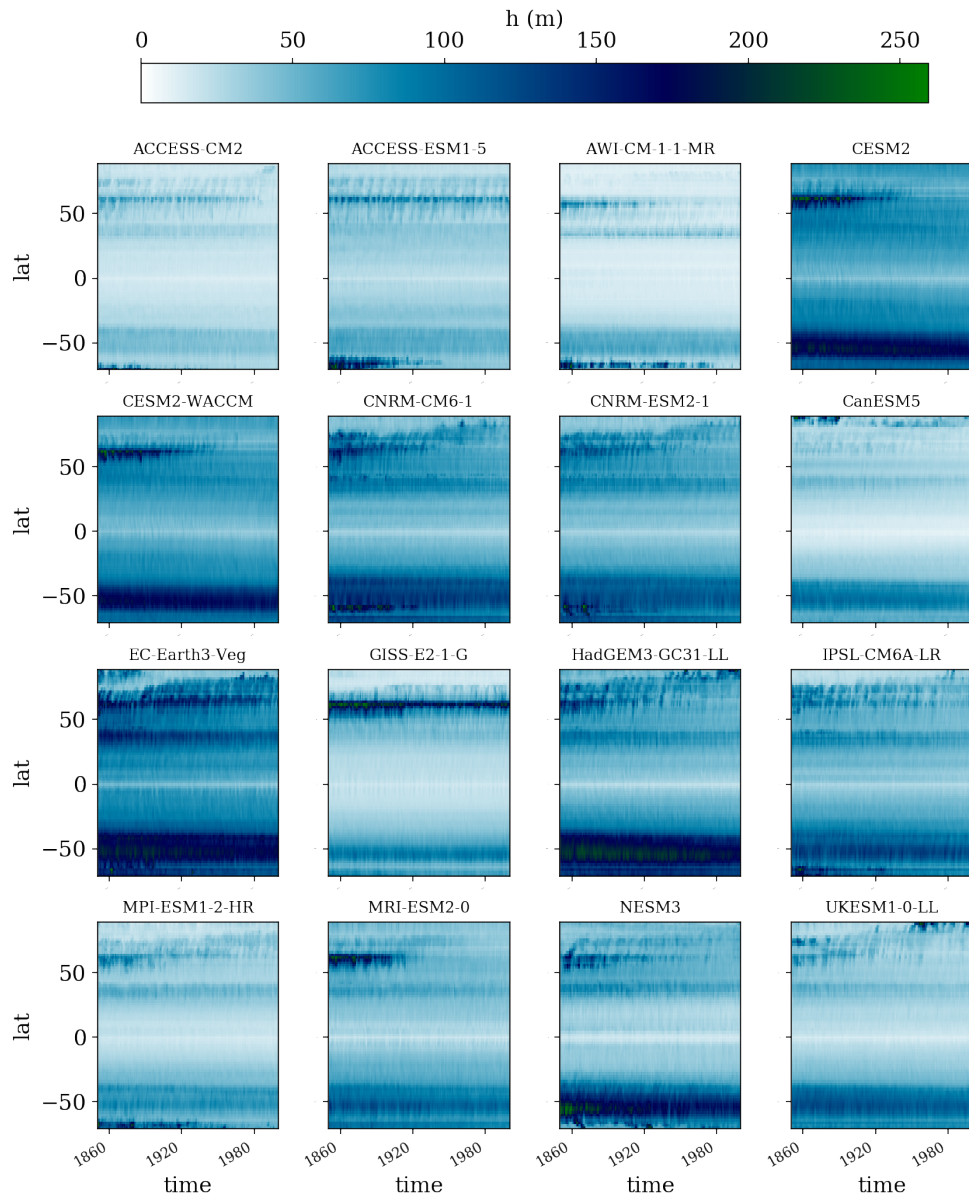 h (m)
0 50 100 150 200 250
ACCESS-CM2 ACCESS-ESM1-5 AWI-CM-1-1-MR CESM2
lat
50
0
−50
CESM2-WACCM CNRM-CM6-1 CNRM-ESM2-1 CanESM5
lat
50
0
−50
EC-Earth3-Veg GISS-E2-1-G HadGEM3-GC31-LL IPSL-CM6A-LR
lat
50
0
−50
MPI-ESM1-2-HR MRI-ESM2-0 NESM3 UKESM1-0-LL
lat
50
0
−50
1860 1920 1980 1860 1920 1980 1860 1920 1980 1860 1920 1980
time time time time